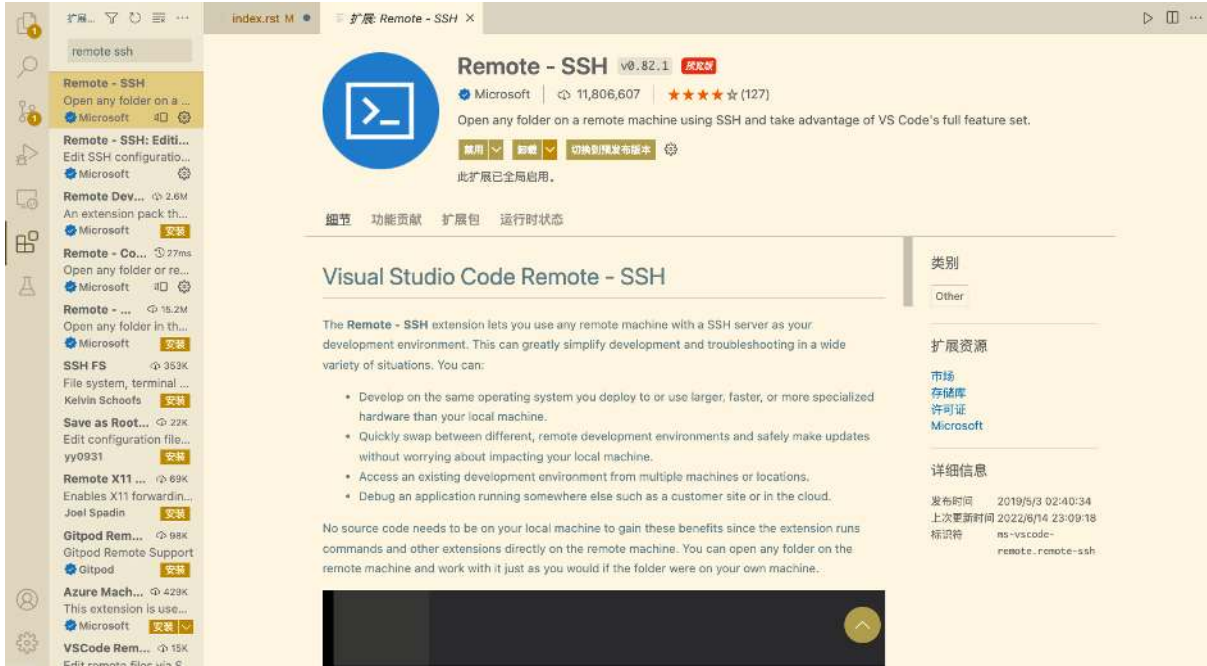 扩展...
index.rst M
扩展: Remote - SSH
remote ssh
Remote - SSH
Open any folder on a ...
Microsoft
Remote - SSH: Editi...
Edit SSH configuratio...
Microsoft
Remote Dev... 2.6M
An extension pack th...
Microsoft 安装
Remote - Co... 27ms
Open any folder or re...
Microsoft
Remote - ... 15.2M
Open any folder in th...
Microsoft 安装
SSH FS 353K
File system, terminal ...
Kelvin Schoofs 安装
Save as Root... 22K
Edit configuration file...
yy0931 安装
Remote X11 ... 69K
Enables X11 forwardin...
Joel Spadin 安装
Gitpod Rem... 98K
Gitpod Remote Support
Gitpod 安装
Azure Mach... 429K
This extension is use...
Microsoft 安装
VSCode Rem... 15K
Edit remote files via S...
Remote - SSH v0.82.1 预览版
Microsoft 11,806,607 (127)
Open any folder on a remote machine using SSH and take advantage of VS Code's full feature set.
禁用 卸载 切换到预发布版本
此扩展已全局启用。
细节 功能贡献 扩展包 运行时状态
Visual Studio Code Remote - SSH
The Remote - SSH extension lets you use any remote machine with a SSH server as your
development environment. This can greatly simplify development and troubleshooting in a wide
variety of situations. You can:
• Develop on the same operating system you deploy to or use larger, faster, or more specialized
hardware than your local machine.
• Quickly swap between different, remote development environments and safely make updates
without worrying about impacting your local machine.
• Access an existing development environment from multiple machines or locations.
• Debug an application running somewhere else such as a customer site or in the cloud.
No source code needs to be on your local machine to gain these benefits since the extension runs
commands and other extensions directly on the remote machine. You can open any folder on the
remote machine and work with it just as you would if the folder were on your own machine.
类别
Other
扩展资源
市场
存储库
许可证
Microsoft
详细信息
发布时间 2019/5/3 02:40:34
上次更新时间 2022/6/14 23:09:18
标识符 ms-vscode-
remote.remote-ssh